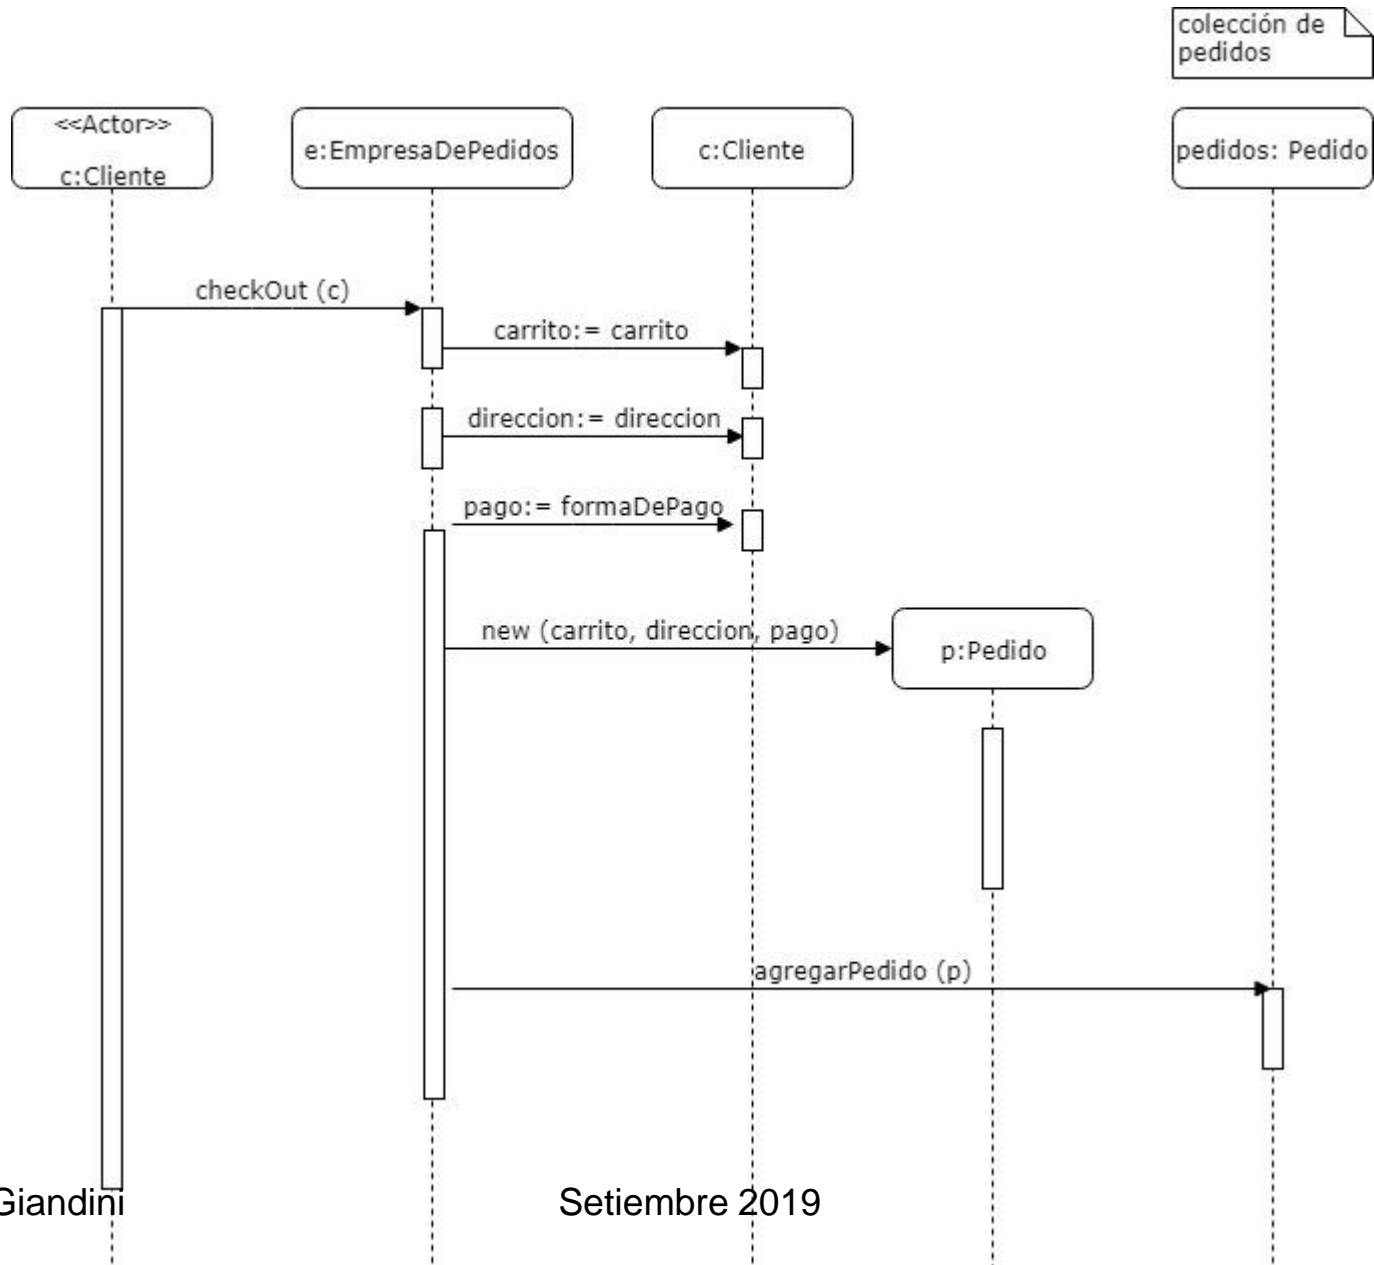 colección de
pedidos
<<Actor>>
c:Cliente
e:EmpresaDePedidos
c:Cliente
pedidos: Pedido
checkOut (c)
carrito:= carrito
direccion:= direccion
pago:= formaDePago
new (carrito, direccion, pago)
p:Pedido
agregarPedido (p)
Giandini
Setiembre 2019